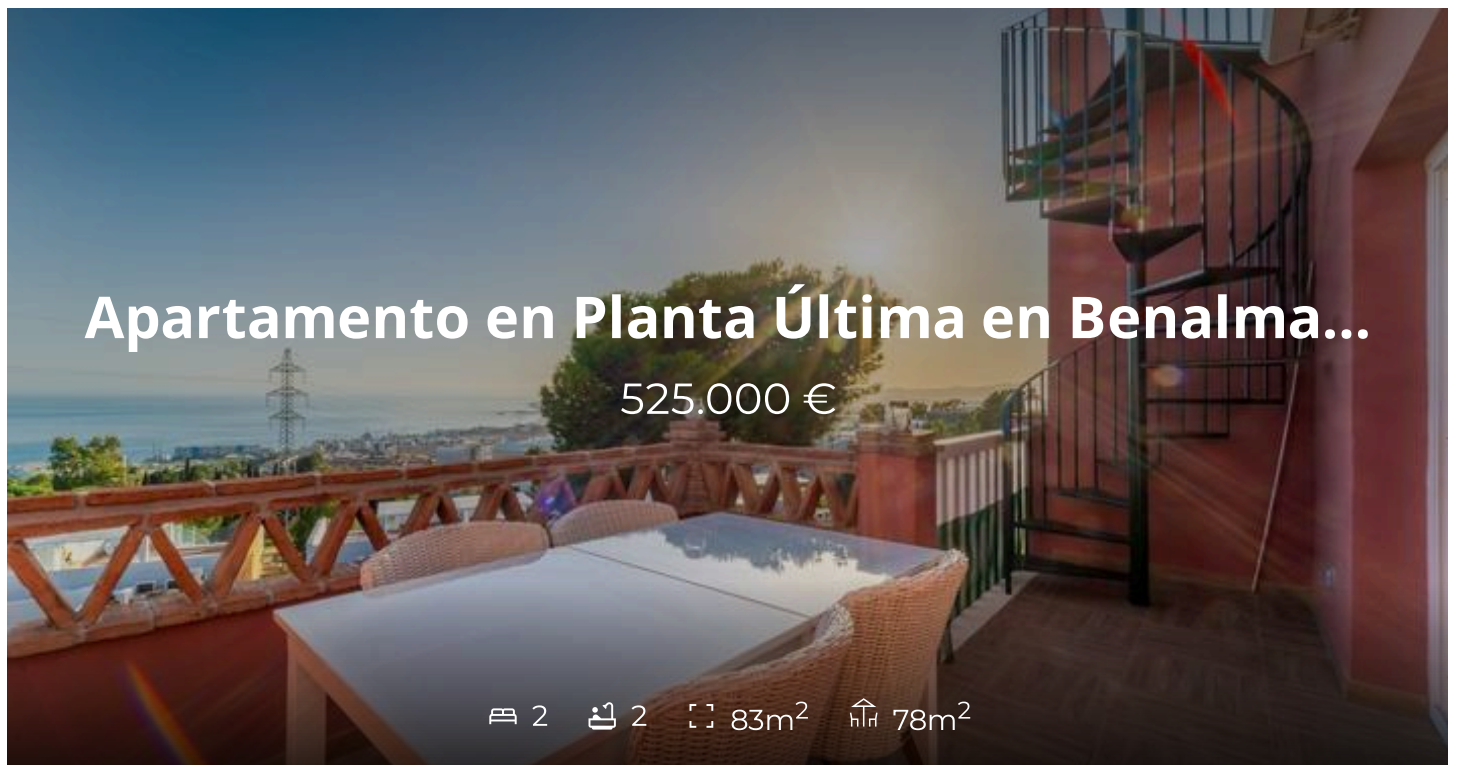 Apartamento en Planta Última en Benalma...
525.000 €
2 2 83m² 78m²